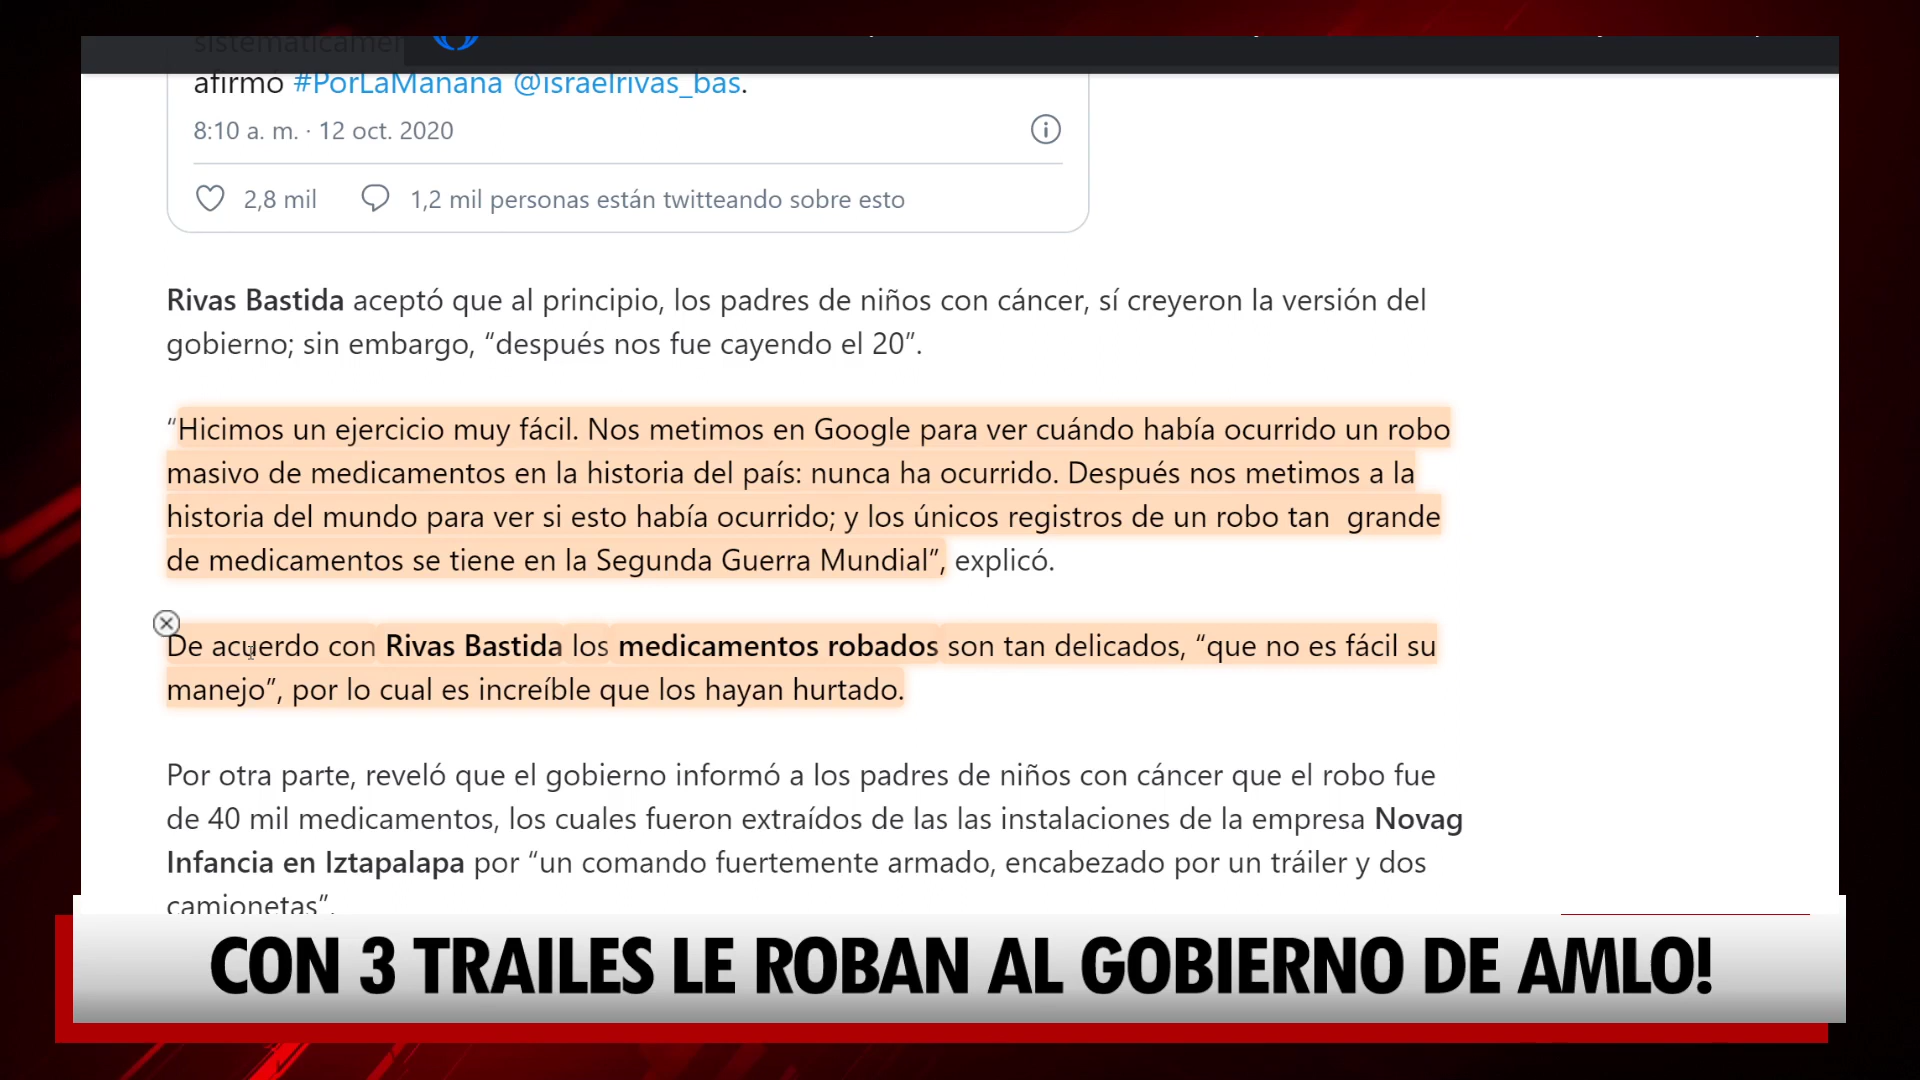 afirmó #PorLaMañana @israelrivas_bas.
8:10 a. m. · 12 oct. 2020
2,8 mil 1,2 mil personas están twitteando sobre esto
Rivas Bastida aceptó que al principio, los padres de niños con cáncer, sí creyeron la versión del
gobierno; sin embargo, “después nos fue cayendo el 20”.
“Hicimos un ejercicio muy fácil. Nos metimos en Google para ver cuándo había ocurrido un robo
masivo de medicamentos en la historia del país: nunca ha ocurrido. Después nos metimos a la
historia del mundo para ver si esto había ocurrido; y los únicos registros de un robo tan grande
de medicamentos se tiene en la Segunda Guerra Mundial”, explicó.
De acuerdo con Rivas Bastida los medicamentos robados son tan delicados, “que no es fácil su
manejo”, por lo cual es increíble que los hayan hurtado.
Por otra parte, reveló que el gobierno informó a los padres de niños con cáncer que el robo fue
de 40 mil medicamentos, los cuales fueron extraídos de las las instalaciones de la empresa Novag
Infancia en Iztapalapa por “un comando fuertemente armado, encabezado por un tráiler y dos
camionetas”.
CON 3 TRAILES LE ROBAN AL GOBIERNO DE AMLO!